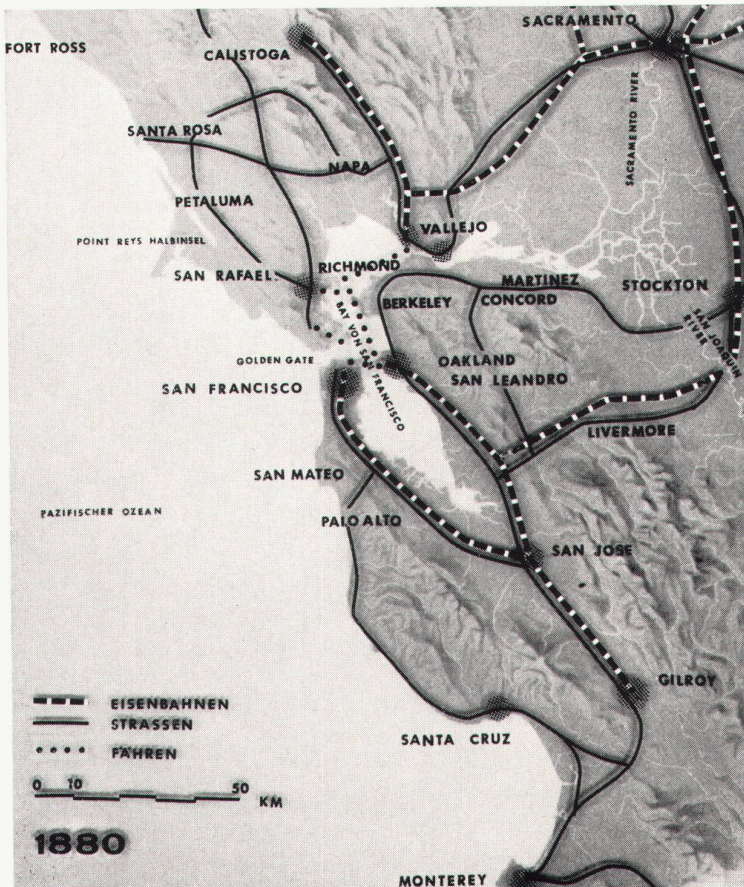 SACRAMENTO
FORT ROSS
CALISTOGA
SACRAMENTO RIVER
SANTA ROSA
NAPA
PETALUMA
VALLEJO
POINT REYS HALBINSEL
RICHMOND
SAN RAFAEL
MARTINEZ
STOCKTON
BERKELEY
CONCORD
SAN JOAQUIN
RIVER
BAY VON SAN FRANCISCO
GOLDEN GATE
OAKLAND
SAN FRANCISCO
SAN LEANDRO
LIVERMORE
SAN MATEO
PAZIFISCHER OZEAN
PALO ALTO
SAN JOSE
GILROY
EISENBAHNEN
STRASSEN
SANTA CRUZ
FÄHREN
0 10 50
KM
1880
MONTEREY